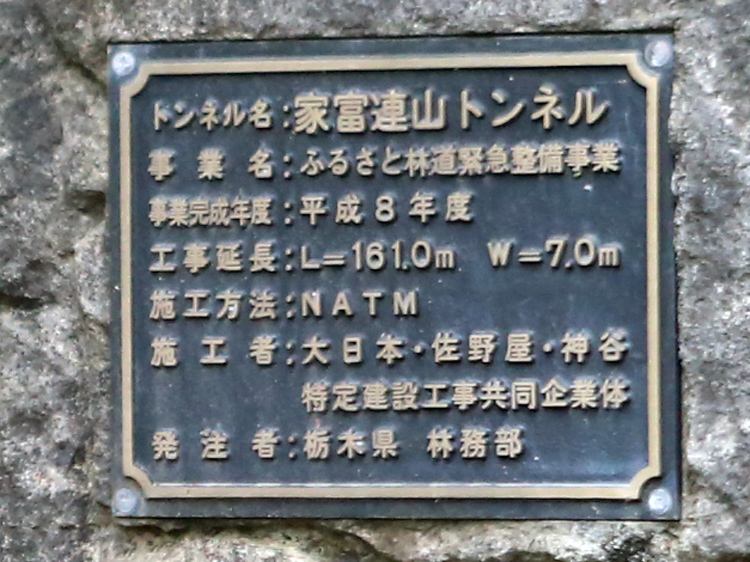 トンネル名：家富連山トンネル
事業名：ふるさと林道緊急整備事業
事業完成年度：平成8年度
工事延長：L=161.0m W=7.0m
施工方法：NATM
施工者：大日本・佐野屋・神谷
特定建設工事共同企業体
発注者：栃木県 林務部